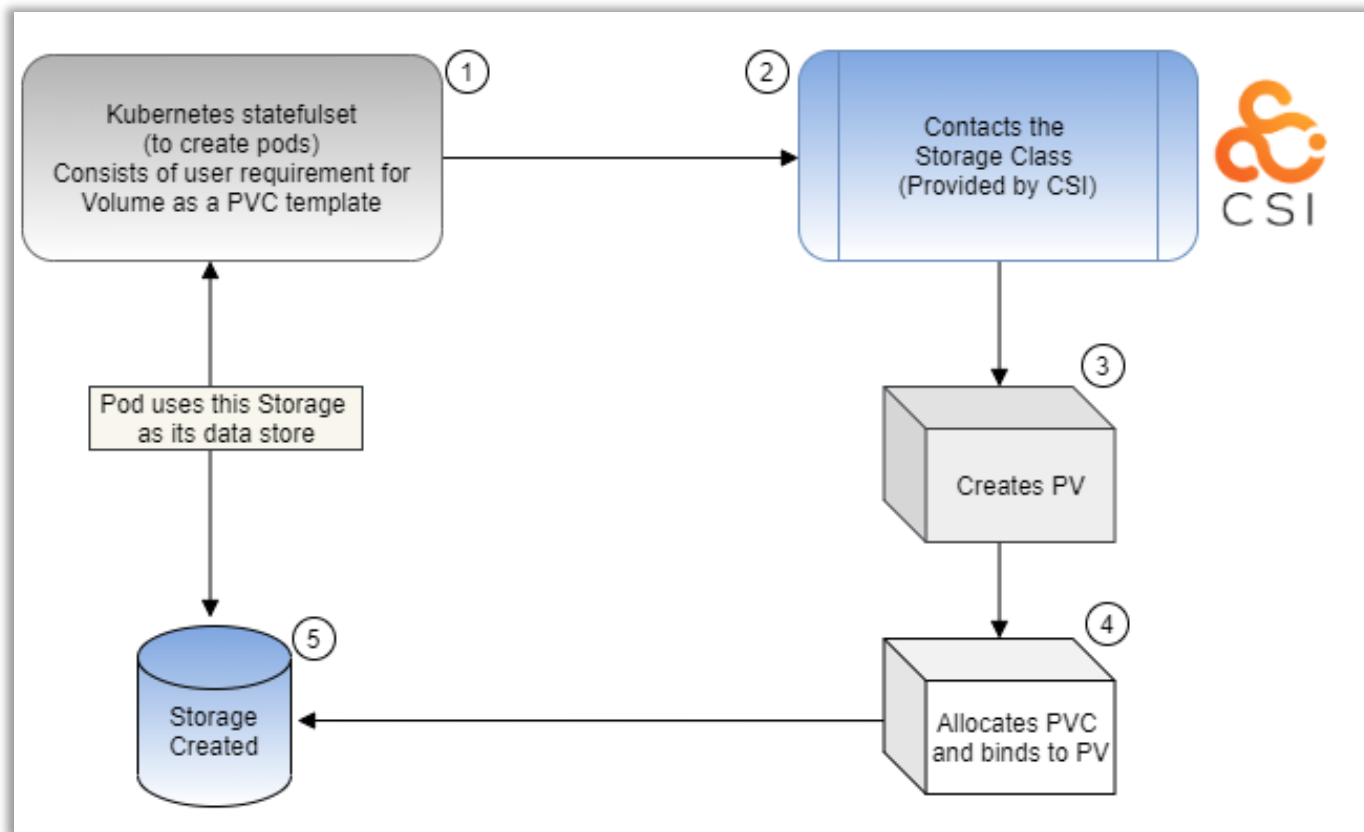 1
Kubernetes statefulset
(to create pods)
Consists of user requirement for
Volume as a PVC template
2
Contacts the
Storage Class
(Provided by CSI)
CSI
3
Creates PV
4
Allocates PVC
and binds to PV
5
Storage
Created
Pod uses this Storage
as its data store